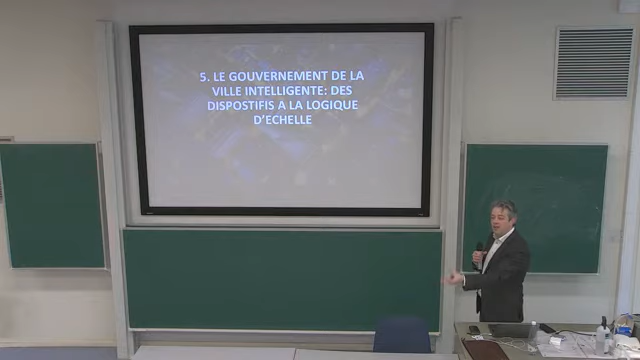 5. LE GOUVERNEMENT DE LA
VILLE INTELLIGENTE: DES
DISPOSTIFIS A LA LOGIQUE
D'ECHELLE